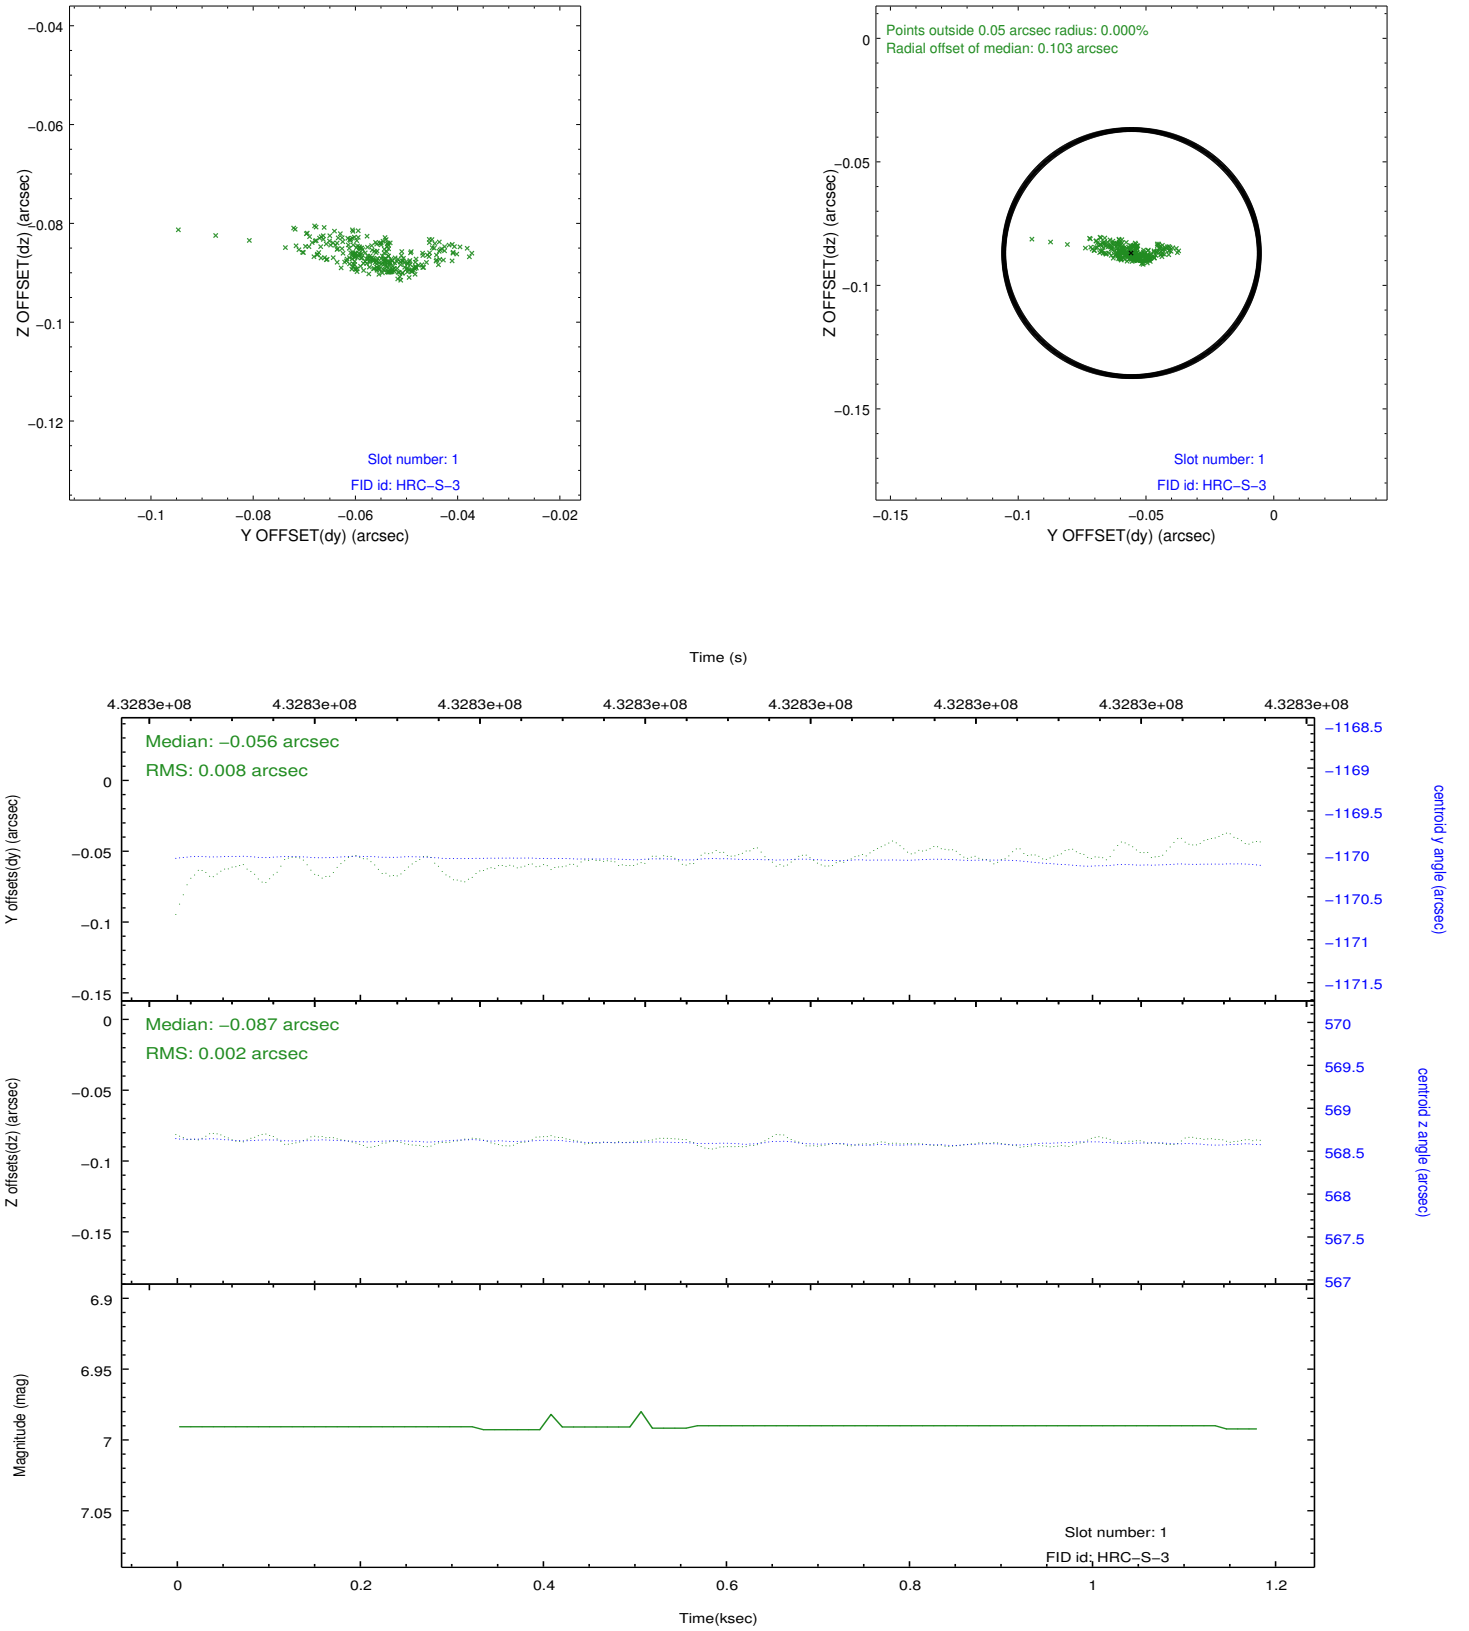 −0.04
−0.06
−0.08
−0.1
−0.12
Z OFFSET(dz) (arcsec)
Slot number: 1
FID id: HRC−S−3
−0.1 −0.08 −0.06 −0.04 −0.02
Y OFFSET(dy) (arcsec)
Points outside 0.05 arcsec radius: 0.000%
Radial offset of median: 0.103 arcsec
0
−0.05
−0.1
−0.15
Z OFFSET(dz) (arcsec)
Slot number: 1
FID id: HRC−S−3
−0.15 −0.1 −0.05 0
Y OFFSET(dy) (arcsec)
Time (s)
4.3283e+08 4.3283e+08 4.3283e+08 4.3283e+08 4.3283e+08 4.3283e+08 4.3283e+08 4.3283e+08
Median: −0.056 arcsec
RMS: 0.008 arcsec
0
−0.05
−0.1
−0.15
Y offsets(dy) (arcsec)
−1168.5
−1169
−1169.5
−1170
−1170.5
−1171
−1171.5
centroid y angle (arcsec)
Median: −0.087 arcsec
RMS: 0.002 arcsec
0
−0.05
−0.1
−0.15
Z offsets(dz) (arcsec)
570
569.5
569
568.5
568
567.5
567
centroid z angle (arcsec)
6.9
6.95
7
7.05
Magnitude (mag)
Slot number: 1
FID id: HRC−S−3
0 0.2 0.4 0.6 0.8 1 1.2
Time(ksec)